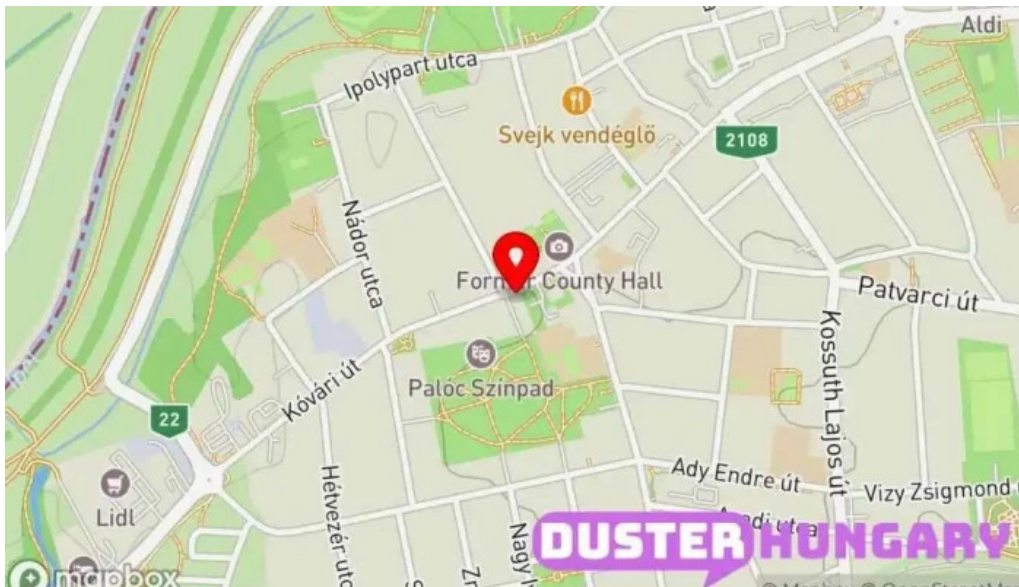 Aldi
Ipolypart utca
Svejk vendéglő
2108
Nádor utca
Former County Hall
Patvarci út
Kossuth Lajos út
Palóc Színpad
Kóvári út
22
Ady Endre út
Vizy Zsigmond
Lidl
Hétvezér utca
Nagy
DUSTER HUNGARY
mapbox